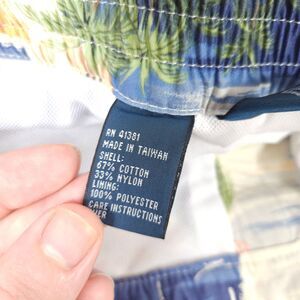 RN 41381
MADE IN TAIWAN
SHELL:
67% COTTON
33% NYLON
LINING:
100% POLYESTER
CARE INSTRUCTIONS